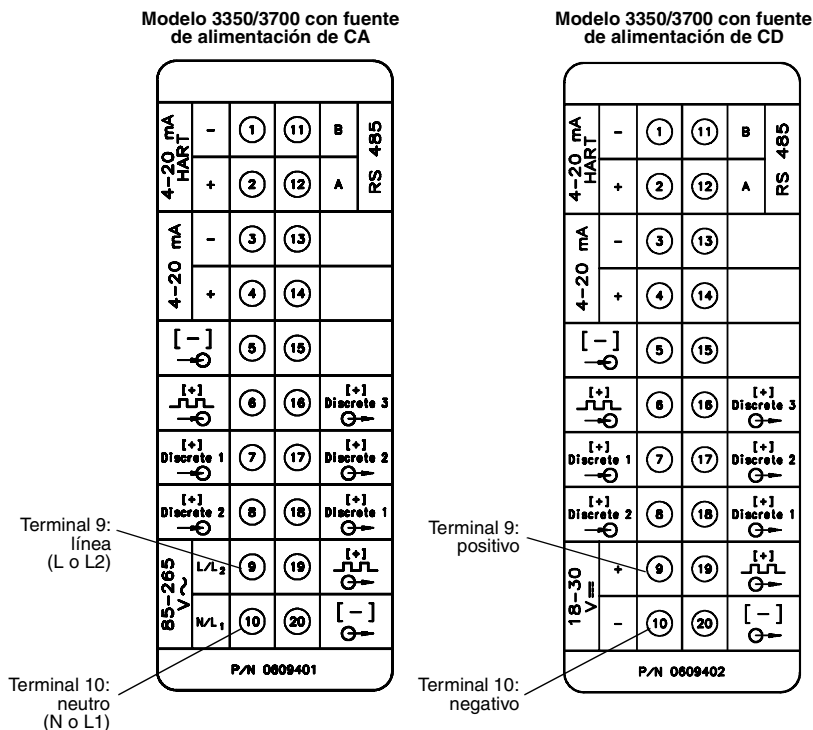 Modelo 3350/3700 con fuente
de alimentación de CA
4-20 mA
HART
-
1
11
B
RS 485
+
2
12
A
4-20 mA
-
3
13
+
4
14
[-]
5
15
[+]
6
16
[+]
Discrete 3
[+]
Discrete 1
7
17
[+]
Discrete 2
[+]
Discrete 2
8
18
[+]
Discrete 1
85-265
V~
L/L2
9
19
[+]
N/L1
10
20
[-]
P/N 0609401
Terminal 9:
línea
(L o L2)
Terminal 10:
neutro
(N o L1)
Modelo 3350/3700 con fuente
de alimentación de CD
4-20 mA
HART
-
1
11
B
RS 485
+
2
12
A
4-20 mA
-
3
13
+
4
14
[-]
5
15
[+]
6
16
[+]
Discrete 3
[+]
Discrete 1
7
17
[+]
Discrete 2
[+]
Discrete 2
8
18
[+]
Discrete 1
18-30
V
+
9
19
[+]
-
10
20
[-]
P/N 0609402
Terminal 9:
positivo
Terminal 10:
negativo